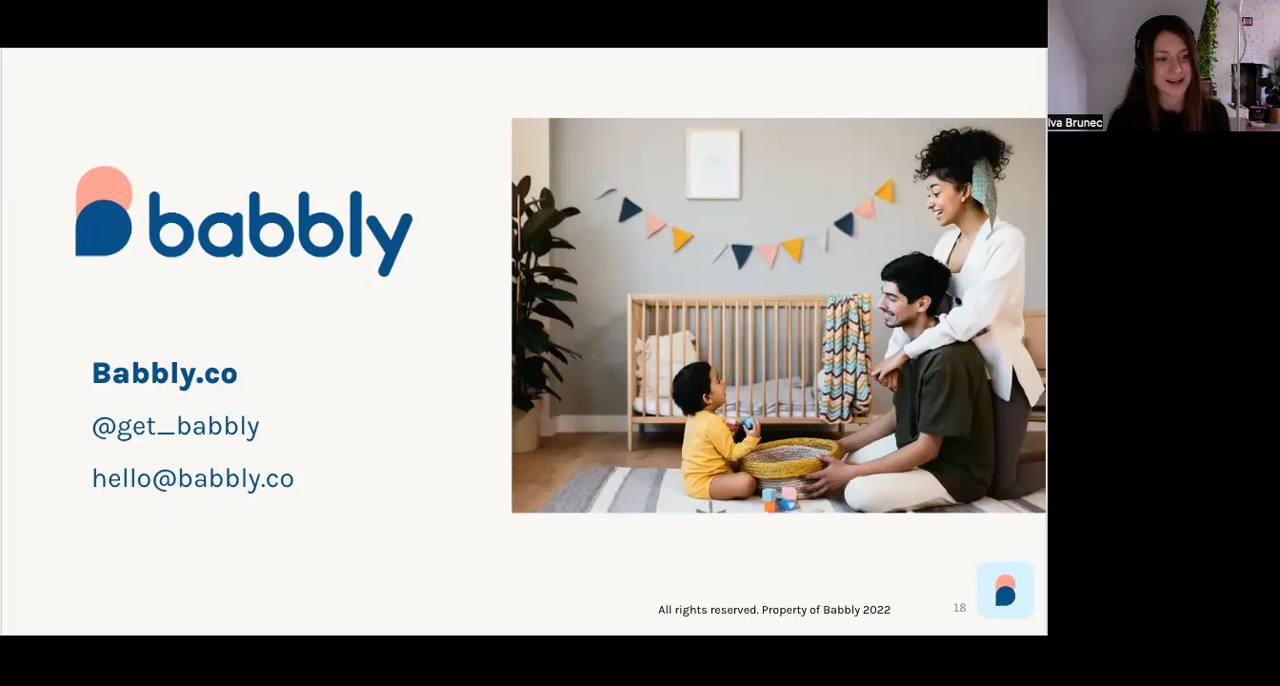 babbly
Babbly.co
@get_babbly
hello@babbly.co
All rights reserved. Property of Babbly 2022
18
Iva Brunec